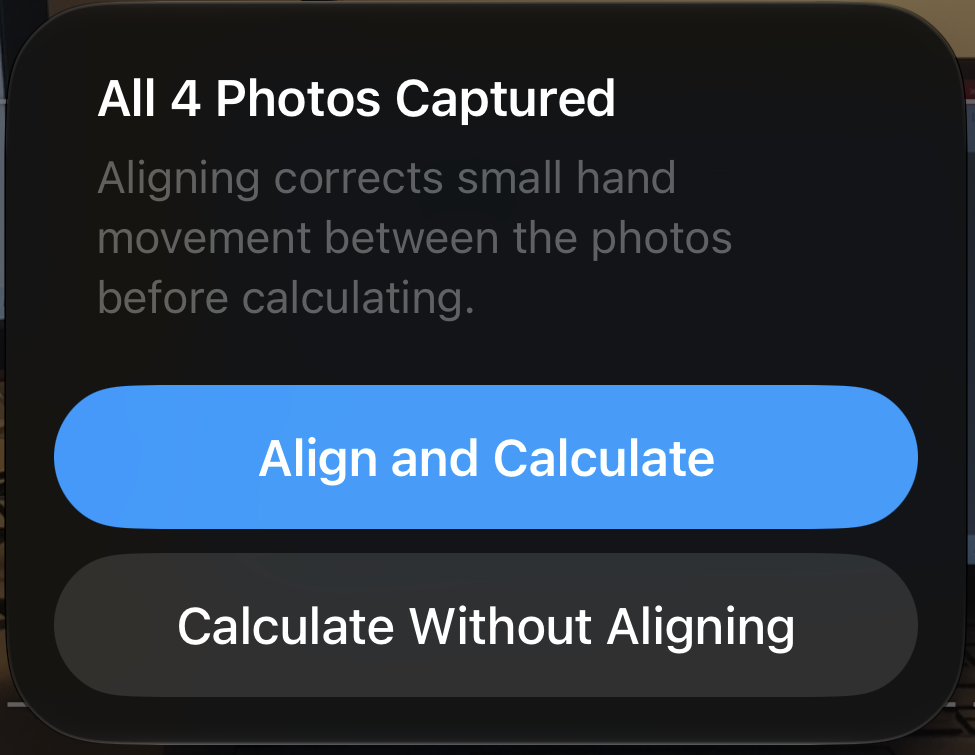 All 4 Photos Captured
Aligning corrects small hand
movement between the photos
before calculating.
Align and Calculate
Calculate Without Aligning